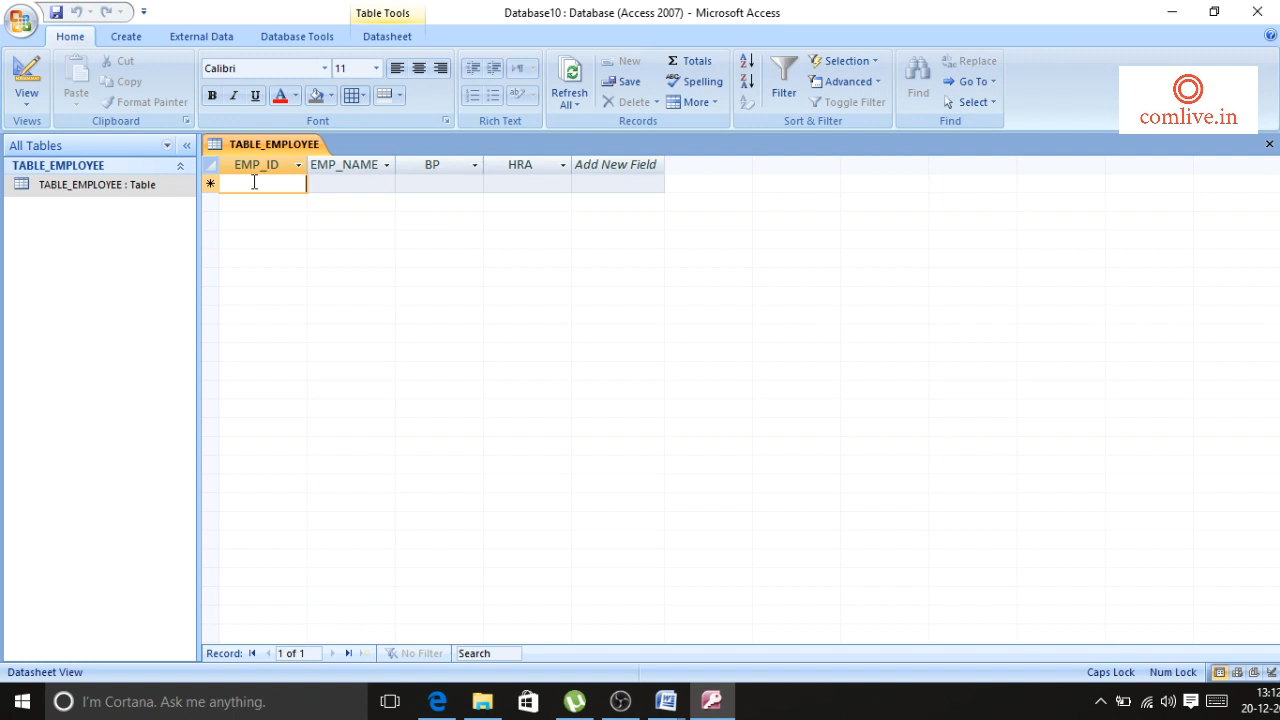 Table Tools
Database10 : Database (Access 2007) - Microsoft Access
Home Create External Data Database Tools Datasheet
View
Views
Paste
Cut
Copy
Format Painter
Clipboard
Calibri 11
B I U A
Font
Rich Text
Refresh
All
New
Save
Delete
Σ Totals
Spelling
More
Records
Filter
Selection
Advanced
Toggle Filter
Sort & Filter
Find
Replace
Go To
Select
Find
comlive.in
All Tables
TABLE_EMPLOYEE
TABLE_EMPLOYEE : Table
TABLE_EMPLOYEE
EMP_ID EMP_NAME BP HRA Add New Field
Record: 1 of 1 No Filter Search
Datasheet View
Caps Lock Num Lock
I'm Cortana. Ask me anything.
13:12